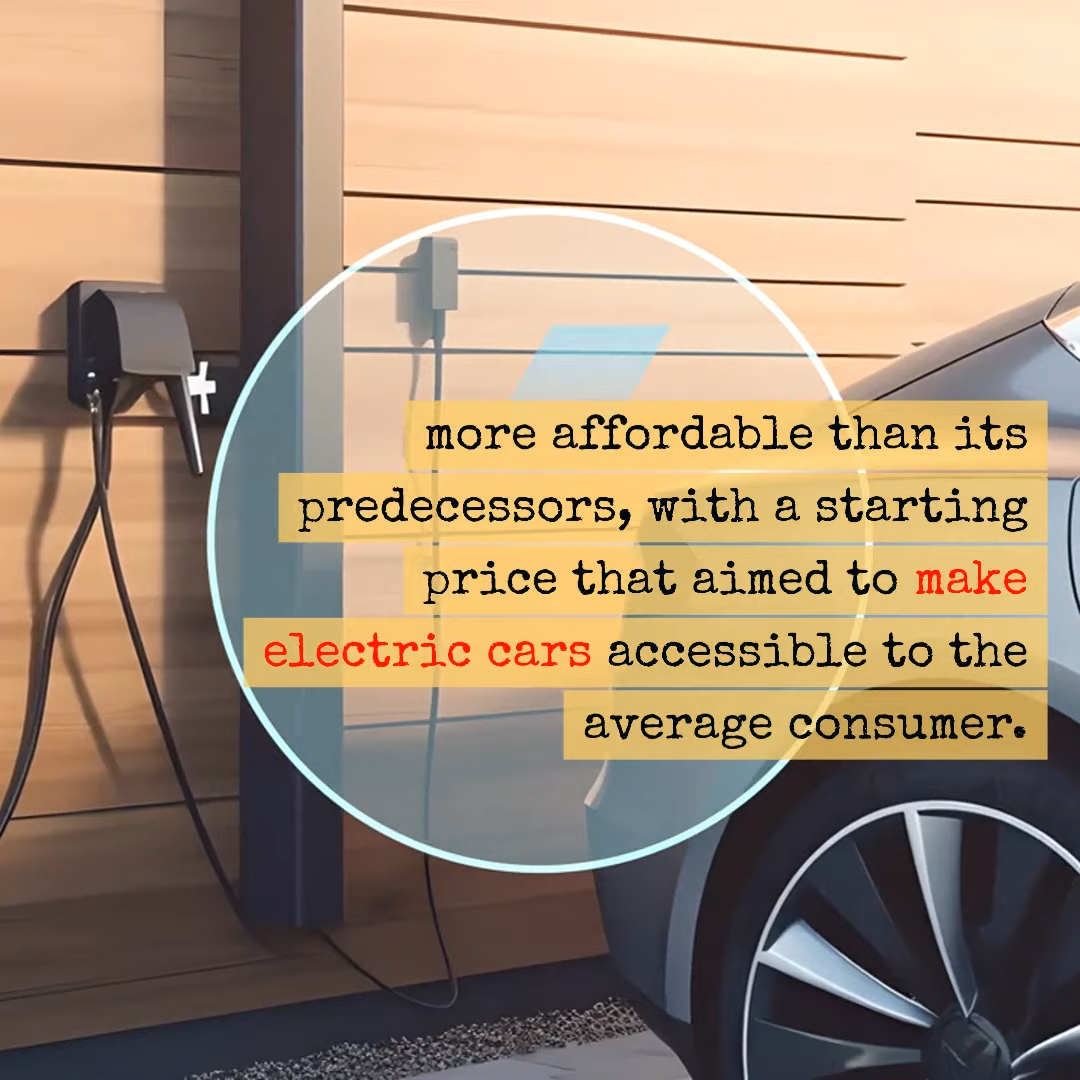 more affordable than its
predecessors, with a starting
price that aimed to make
electric cars accessible to the
average consumer.